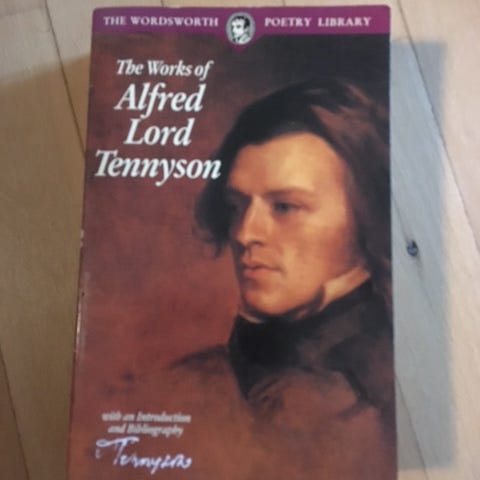 THE WORDSWORTH POETRY LIBRARY
The Works of
Alfred
Lord
Tennyson
with an Introduction
and Bibliography
Tennyson